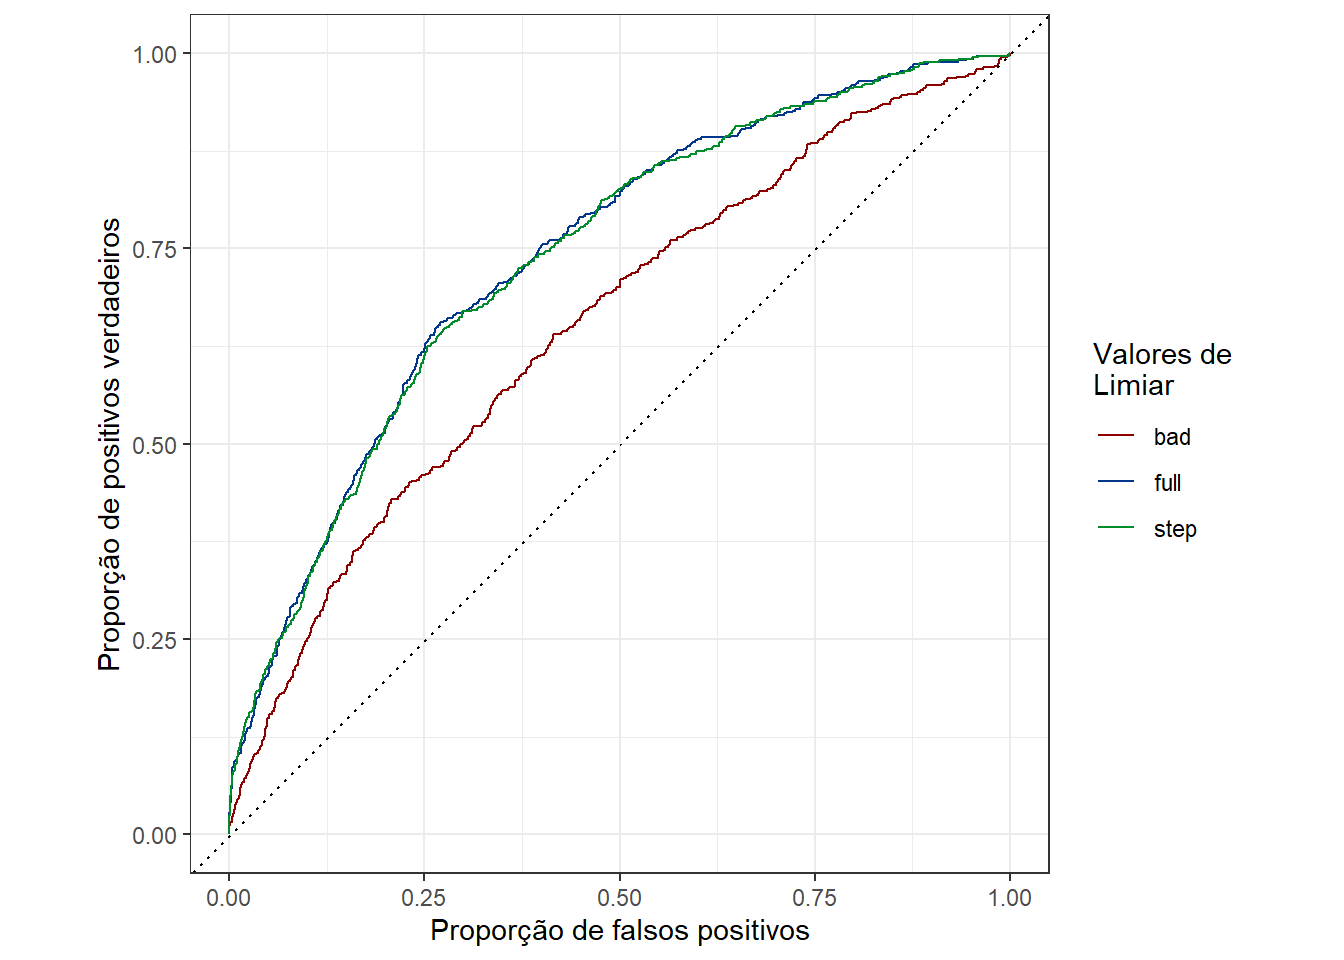 1.00
0.75
0.50
0.25
0.00
Proporção de positivos verdadeiros
0.00 0.25 0.50 0.75 1.00
Proporção de falsos positivos
Valores de
Limiar
bad
full
step